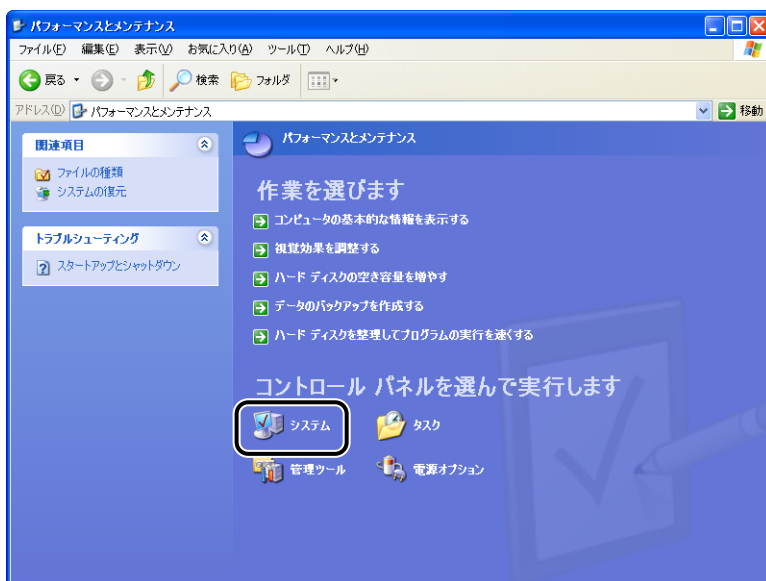 パフォーマンスとメンテナンス
ファイル(F) 編集(E) 表示(V) お気に入り(A) ツール(T) ヘルプ(H)
戻る 検索 フォルダ
アドレス(D) パフォーマンスとメンテナンス 移動
関連項目
ファイルの種類
システムの復元
トラブルシューティング
スタートアップとシャットダウン
パフォーマンスとメンテナンス
作業を選びます
コンピュータの基本的な情報を表示する
視覚効果を調整する
ハード ディスクの空き容量を増やす
データのバックアップを作成する
ハード ディスクを整理してプログラムの実行を速くする
コントロール パネルを選んで実行します
システム タスク
管理ツール 電源オプション